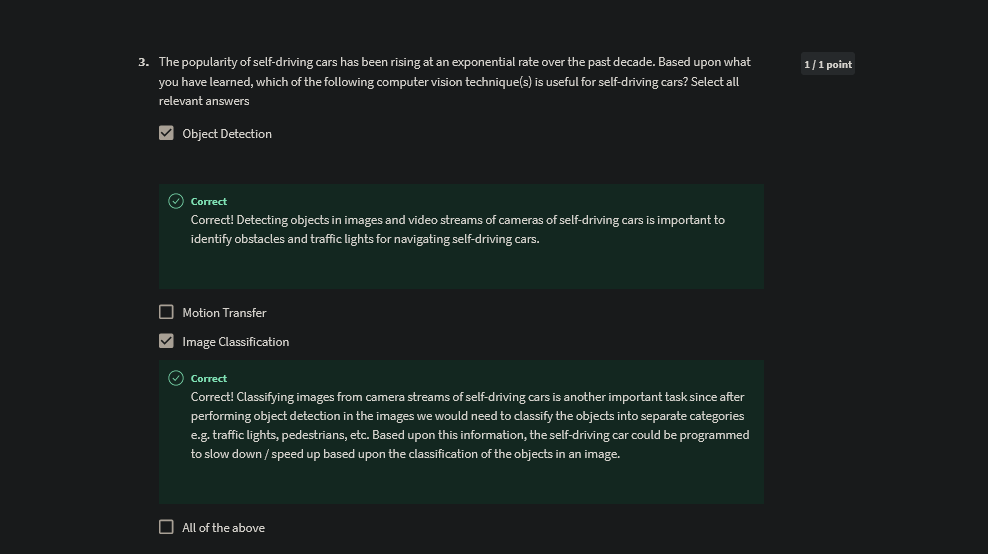 3. The popularity of self-driving cars has been rising at an exponential rate over the past decade. Based upon what
1 / 1 point
you have learned, which of the following computer vision technique(s) is useful for self-driving cars? Select all
relevant answers
Object Detection
Correct
Correct! Detecting objects in images and video streams of cameras of self-driving cars is important to
identify obstacles and traffic lights for navigating self-driving cars.
Motion Transfer
Image Classification
Correct
Correct! Classifying images from camera streams of self-driving cars is another important task since after
performing object detection in the images we would need to classify the objects into separate categories
e.g. traffic lights, pedestrians, etc. Based upon this information, the self-driving car could be programmed
to slow down / speed up based upon the classification of the objects in an image.
All of the above